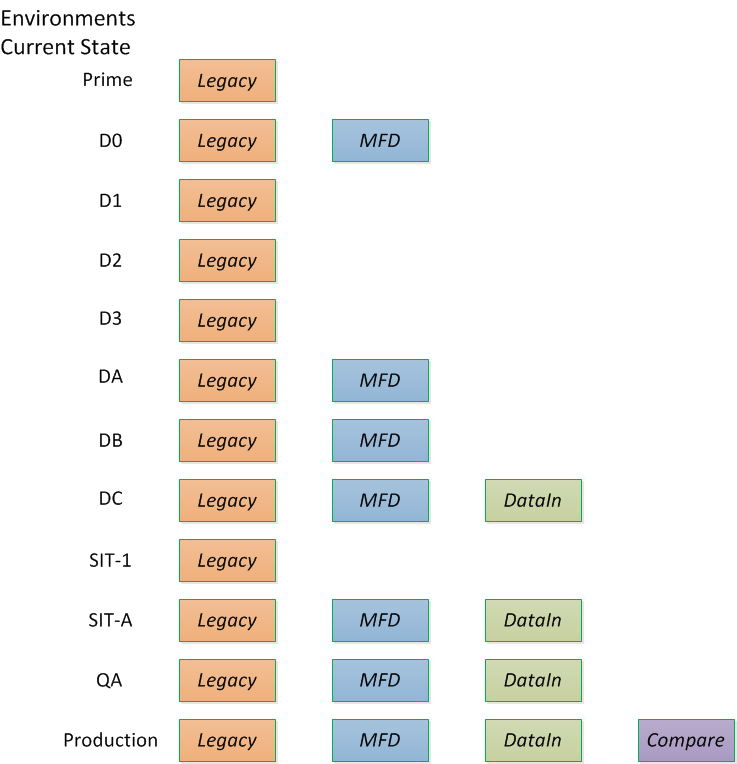 Environments
Current State
Prime Legacy
D0 Legacy MFD
D1 Legacy
D2 Legacy
D3 Legacy
DA Legacy MFD
DB Legacy MFD
DC Legacy MFD DataIn
SIT-1 Legacy
SIT-A Legacy MFD DataIn
QA Legacy MFD DataIn
Production Legacy MFD DataIn Compare